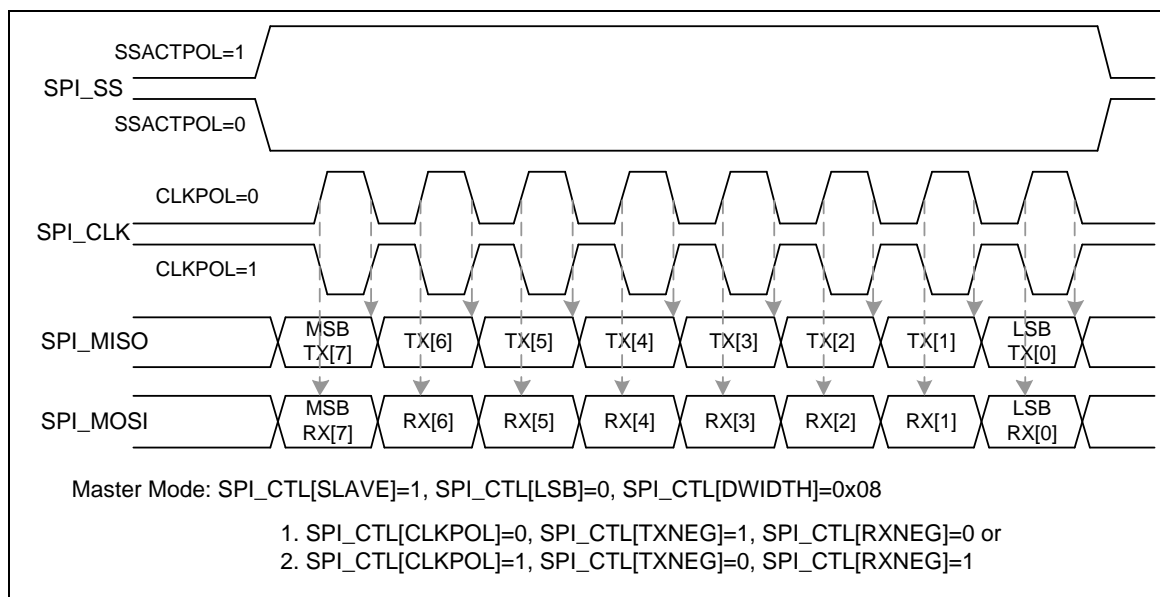 SSACTPOL=1
SPI_SS
SSACTPOL=0
CLKPOL=0
SPI_CLK
CLKPOL=1
SPI_MISO
MSB TX[7] TX[6] TX[5] TX[4] TX[3] TX[2] TX[1] LSB TX[0]
SPI_MOSI
MSB RX[7] RX[6] RX[5] RX[4] RX[3] RX[2] RX[1] LSB RX[0]
Master Mode: SPI_CTL[SLAVE]=1, SPI_CTL[LSB]=0, SPI_CTL[DWIDTH]=0x08
1. SPI_CTL[CLKPOL]=0, SPI_CTL[TXNEG]=1, SPI_CTL[RXNEG]=0 or
2. SPI_CTL[CLKPOL]=1, SPI_CTL[TXNEG]=0, SPI_CTL[RXNEG]=1